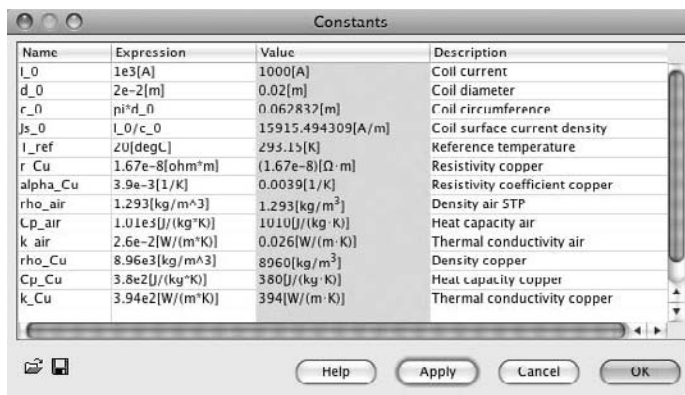 Constants
Name Expression Value Description
I_0 1e3[A] 1000[A] Coil current
d_0 2e-2[m] 0.02[m] Coil diameter
c_0 pi*d_0 0.062832[m] Coil circumference
Js_0 I_0/c_0 15915.494309[A/m] Coil surface current density
T_ref 20[degC] 293.15[K] Reference temperature
r_Cu 1.67e-8[ohm*m] (1.67e-8)[Ω·m] Resistivity copper
alpha_Cu 3.9e-3[1/K] 0.0039[1/K] Resistivity coefficient copper
rho_air 1.293[kg/m^3] 1.293[kg/m³] Density air STP
Cp_air 1.01e3[J/(kg*K)] 1010[J/(kg·K)] Heat capacity air
k_air 2.6e-2[W/(m*K)] 0.026[W/(m·K)] Thermal conductivity air
rho_Cu 8.96e3[kg/m^3] 8960[kg/m³] Density copper
Cp_Cu 3.8e2[J/(kg*K)] 380[J/(kg·K)] Heat capacity copper
k_Cu 3.94e2[W/(m*K)] 394[W/(m·K)] Thermal conductivity copper
Help Apply Cancel OK